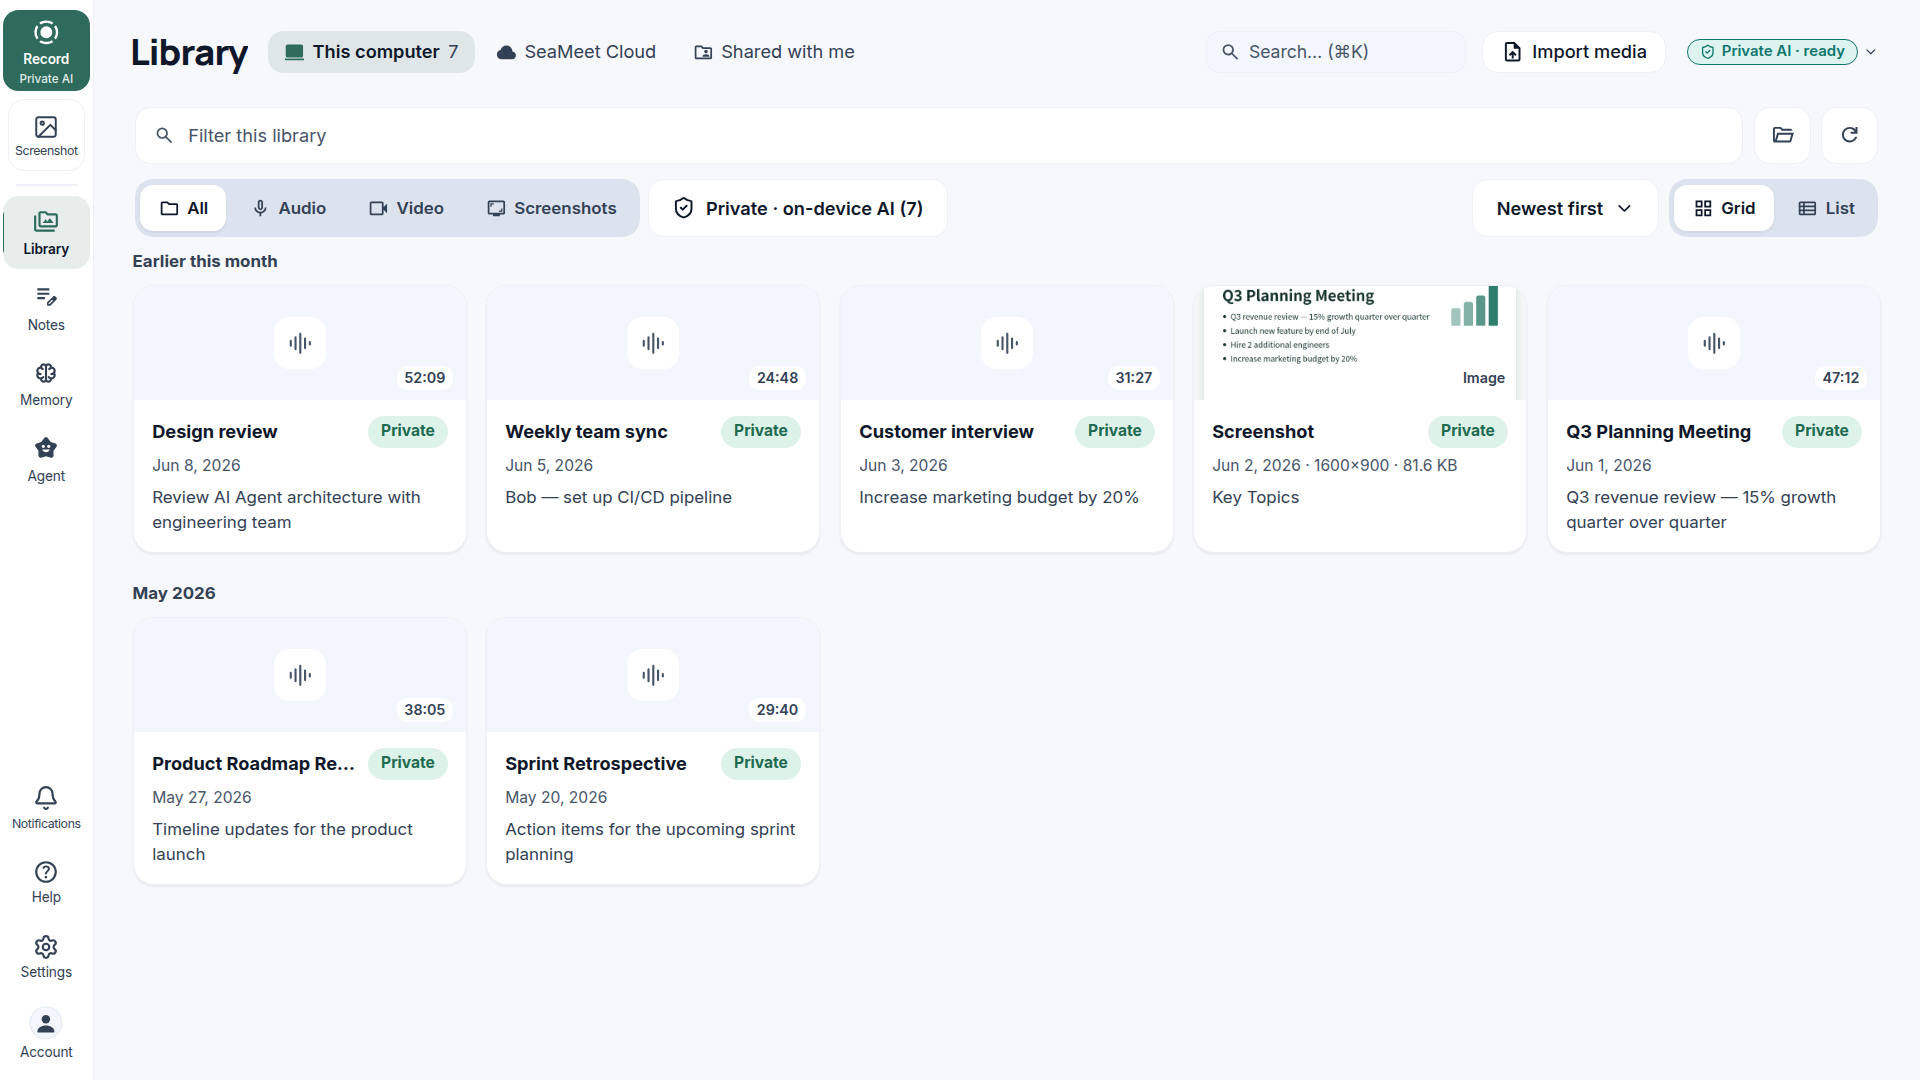 Record
Private AI
Screenshot
Library
Notes
Memory
Agent
Notifications
Help
Settings
Account
Library
This computer 7
SeaMeet Cloud
Shared with me
Search... (⌘K)
Import media
Private AI · ready
Filter this library
All
Audio
Video
Screenshots
Private · on-device AI (7)
Newest first
Grid
List
Earlier this month
52:09
Design review
Private
Jun 8, 2026
Review AI Agent architecture with
engineering team
24:48
Weekly team sync
Private
Jun 5, 2026
Bob — set up CI/CD pipeline
31:27
Customer interview
Private
Jun 3, 2026
Increase marketing budget by 20%
Q3 Planning Meeting
• Q3 revenue review — 15% growth quarter over quarter
• Launch new feature by end of July
• Hire 2 additional engineers
• Increase marketing budget by 20%
Image
Screenshot
Private
Jun 2, 2026 · 1600×900 · 81.6 KB
Key Topics
47:12
Q3 Planning Meeting
Private
Jun 1, 2026
Q3 revenue review — 15% growth
quarter over quarter
May 2026
38:05
Product Roadmap Re...
Private
May 27, 2026
Timeline updates for the product
launch
29:40
Sprint Retrospective
Private
May 20, 2026
Action items for the upcoming sprint
planning